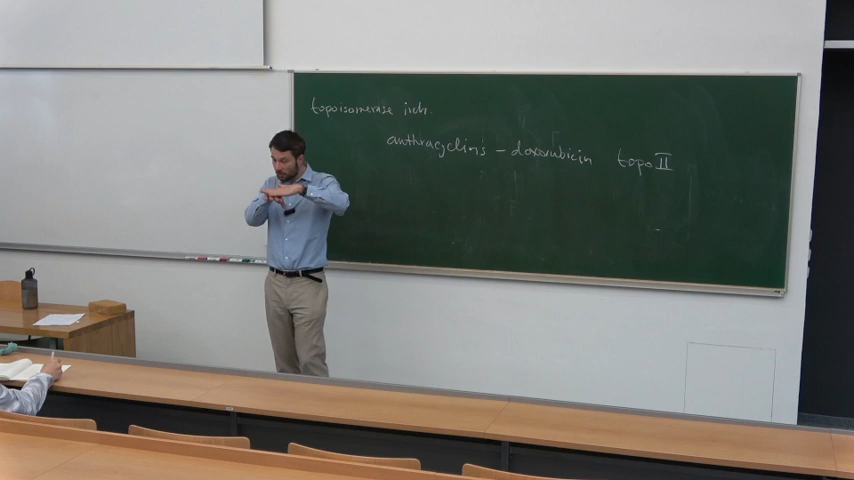 topoisomerase inh.
anthracyclins - doxorubicin topo II